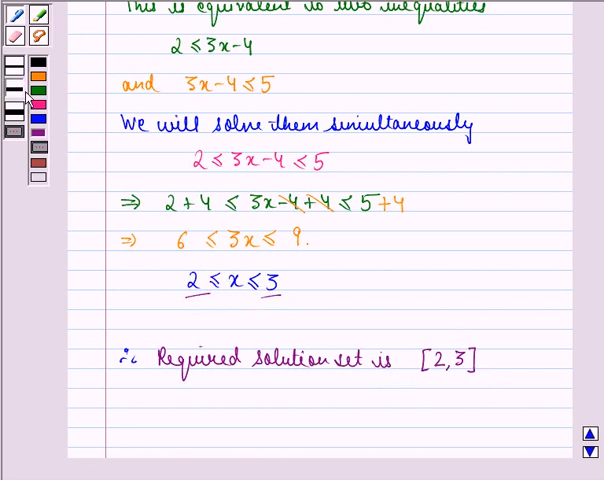 This is equivalent to two inequalities
2 ≤ 3x-4
and 3x-4 ≤ 5
We will solve them simultaneously
2 ≤ 3x-4 ≤ 5
⇒ 2+4 ≤ 3x-4+4 ≤ 5+4
⇒ 6 ≤ 3x ≤ 9.
2 ≤ x ≤ 3
∴ Required solution set is [2,3]